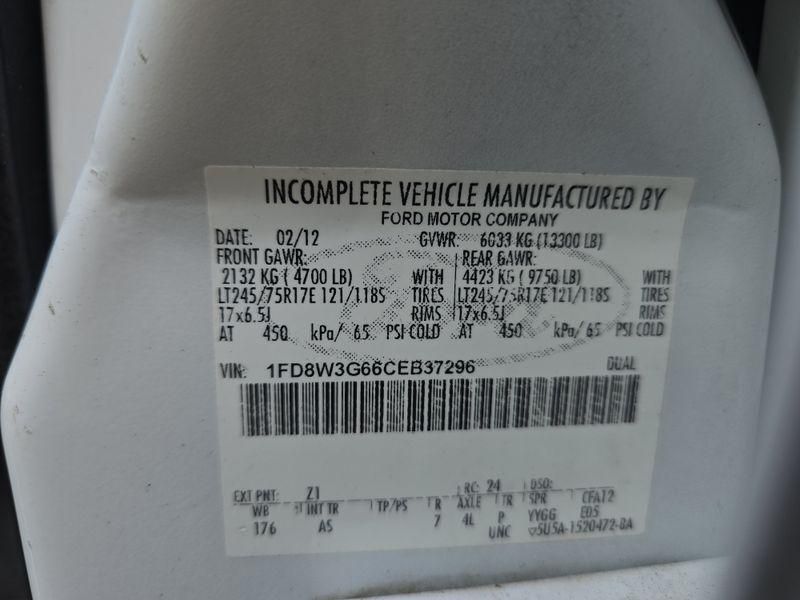 INCOMPLETE VEHICLE MANUFACTURED BY
FORD MOTOR COMPANY
DATE: 02/12 GVWR: 6033 KG (13300 LB)
FRONT GAWR: REAR GAWR:
2132 KG ( 4700 LB) WITH 4423 KG ( 9750 LB) WITH
LT245/75R17E 121/118S TIRES LT245/75R17E 121/118S TIRES
17x6.5J RIMS 17x6.5J RIMS
AT 450 kPa/ 65 PSI COLD AT 450 kPa/ 65 PSI COLD
VIN: 1FD8W3G66CEB37296 DUAL
EXT PNT: Z1 RC: 24 DSO:
WB INT TR TP/PS R AXLE TR SPR CFA12
176 AS 7 4L P YYGG E05
UNC ▽5U5A-1520472-BA